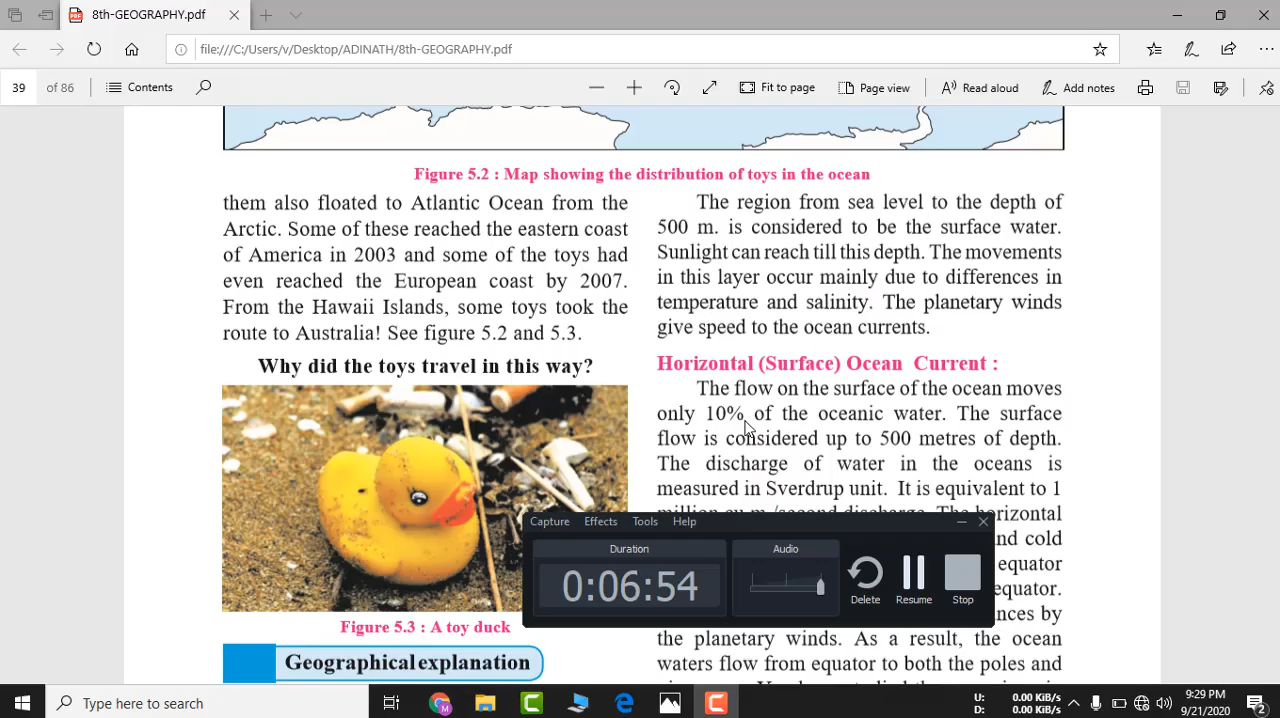 8th-GEOGRAPHY.pdf
file:///C:/Users/v/Desktop/ADINATH/8th-GEOGRAPHY.pdf
39 of 86 Contents Fit to page Page view Read aloud Add notes
Figure 5.2 : Map showing the distribution of toys in the ocean
them also floated to Atlantic Ocean from the
Arctic. Some of these reached the eastern coast
of America in 2003 and some of the toys had
even reached the European coast by 2007.
From the Hawaii Islands, some toys took the
route to Australia! See figure 5.2 and 5.3.
Why did the toys travel in this way?
Figure 5.3 : A toy duck
Geographical explanation
The region from sea level to the depth of
500 m. is considered to be the surface water.
Sunlight can reach till this depth. The movements
in this layer occur mainly due to differences in
temperature and salinity. The planetary winds
give speed to the ocean currents.
Horizontal (Surface) Ocean Current :
The flow on the surface of the ocean moves
only 10% of the oceanic water. The surface
flow is considered up to 500 metres of depth.
The discharge of water in the oceans is
measured in Sverdrup unit. It is equivalent to 1
million cu m./second discharge. The horizontal
and cold
equator
equator.
by
the planetary winds. As a result, the ocean
waters flow from equator to both the poles and
Capture Effects Tools Help
Duration
0:06:54
Audio
Delete Resume Stop
Type here to search
U: 0.00 KiB/s
D: 0.00 KiB/s
9:29 PM
9/21/2020
2